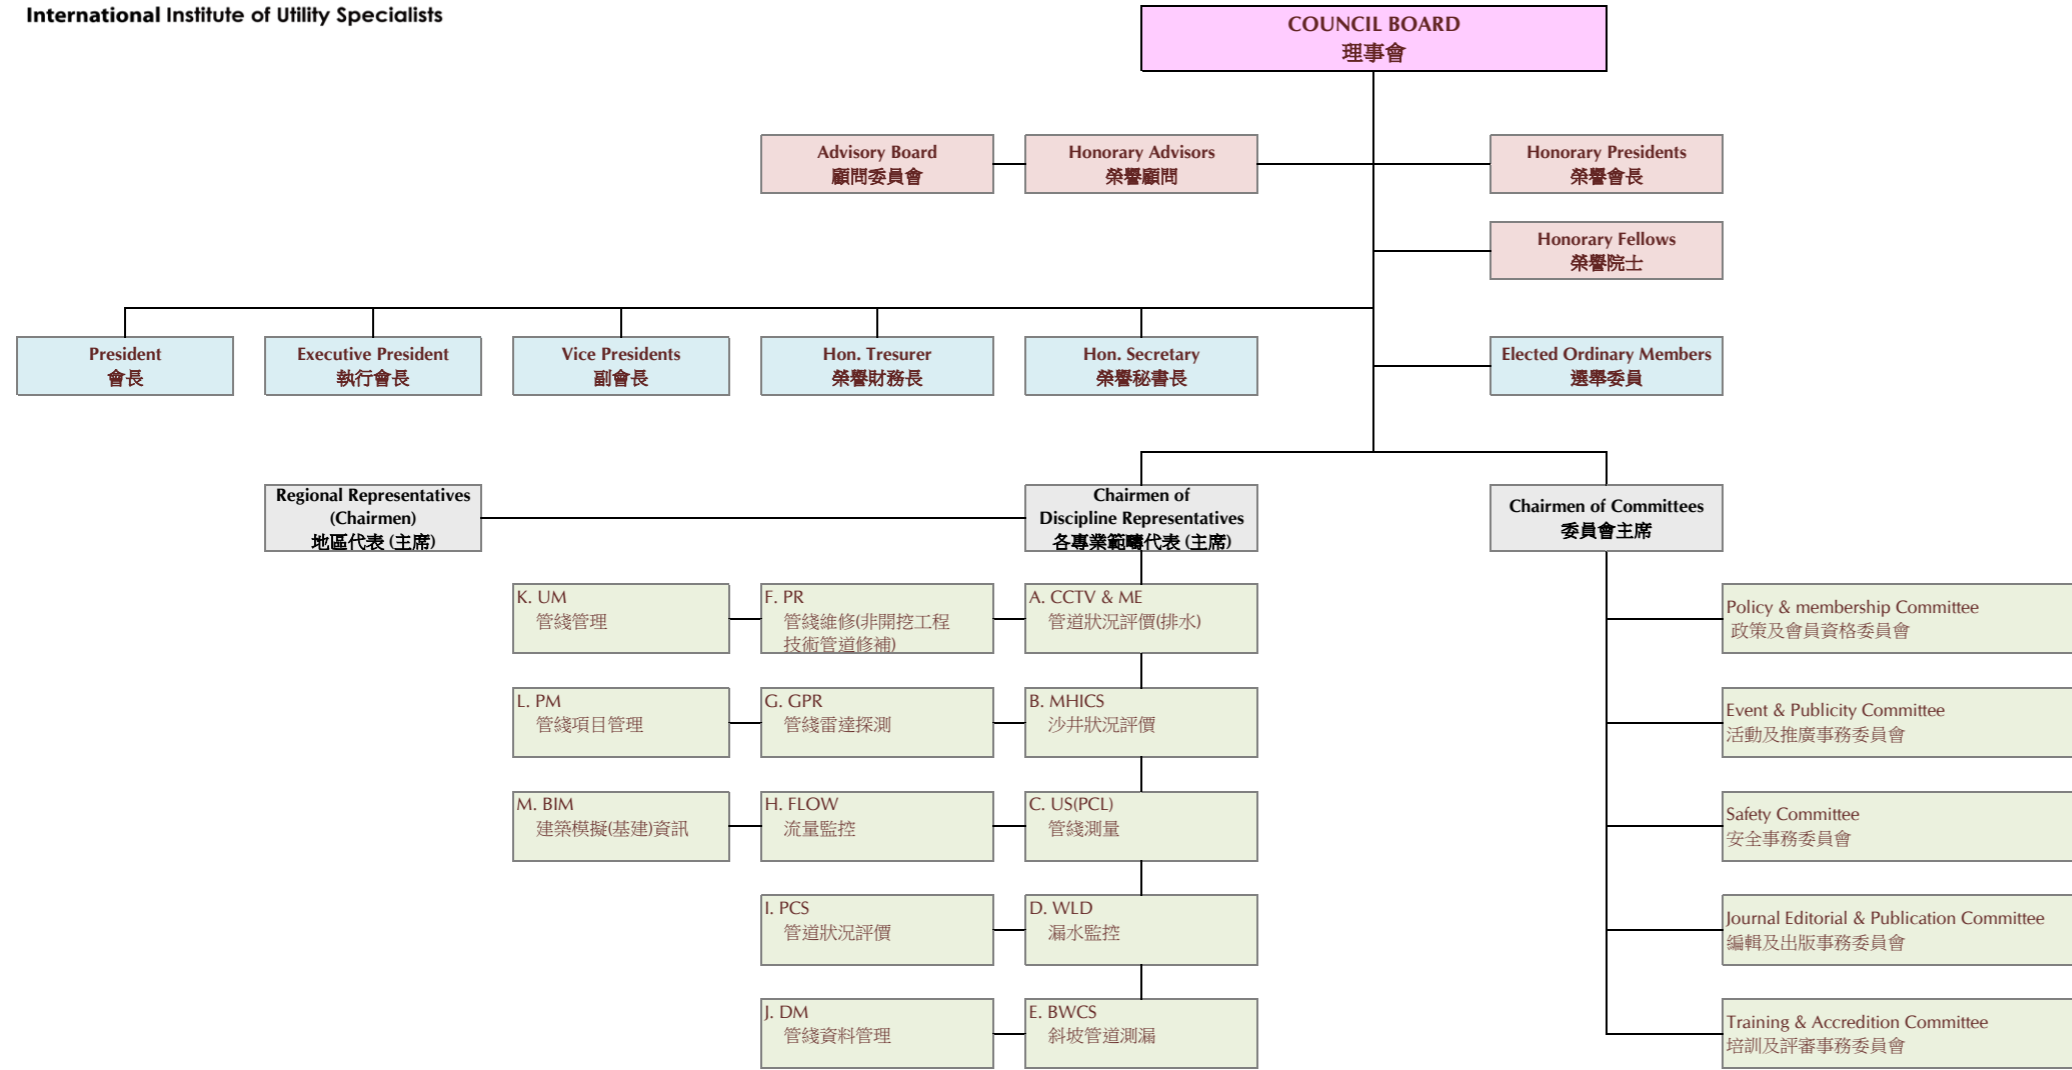 International Institute of Utility Specialists
COUNCIL BOARD
理事會
Advisory Board
顧問委員會
Honorary Advisors
榮譽顧問
Honorary Presidents
榮譽會長
Honorary Fellows
榮譽院士
President
會長
Executive President
執行會長
Vice Presidents
副會長
Hon. Tresurer
榮譽財務長
Hon. Secretary
榮譽秘書長
Elected Ordinary Members
選舉委員
Regional Representatives
(Chairmen)
地區代表 (主席)
Chairmen of
Discipline Representatives
各專業範疇代表 (主席)
Chairmen of Committees
委員會主席
K. UM
管綫管理
F. PR
管綫維修(非開挖工程
技術管道修補)
A. CCTV & ME
管道狀況評價(排水)
Policy & membership Committee
政策及會員資格委員會
L. PM
管綫項目管理
G. GPR
管綫雷達探測
B. MHICS
沙井狀況評價
Event & Publicity Committee
活動及推廣事務委員會
M. BIM
建築模擬(基建)資訊
H. FLOW
流量監控
C. US(PCL)
管綫測量
Safety Committee
安全事務委員會
I. PCS
管道狀況評價
D. WLD
漏水監控
Journal Editorial & Publication Committee
編輯及出版事務委員會
J. DM
管綫資料管理
E. BWCS
斜坡管道測漏
Training & Accredition Committee
培訓及評審事務委員會